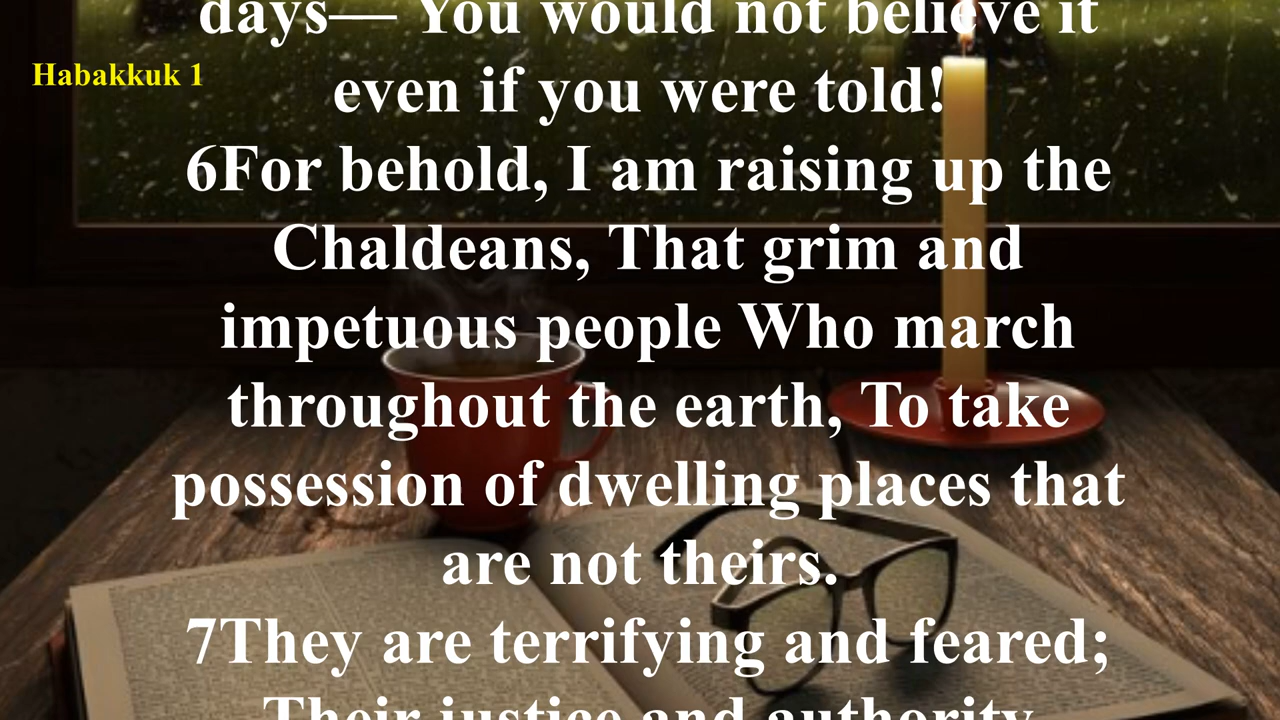 days— You would not believe it
Habakkuk 1
even if you were told!
6For behold, I am raising up the
Chaldeans, That grim and
impetuous people Who march
throughout the earth, To take
possession of dwelling places that
are not theirs.
7They are terrifying and feared;
Their justice and authority